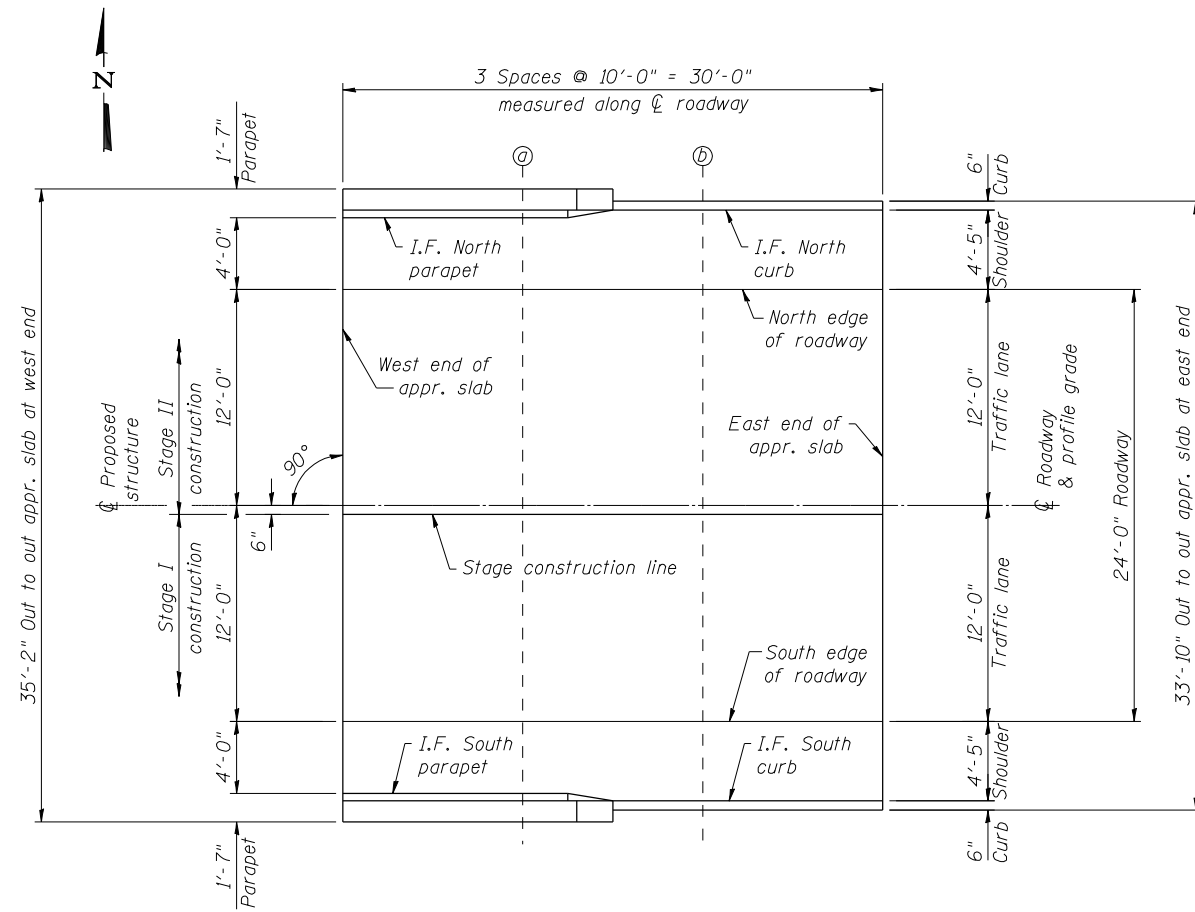 N
3 Spaces @ 10'-0" = 30'-0"
measured along ℄ roadway
1'-7"
Parapet
a
b
6"
Curb
4'-0"
I.F. North
parapet
I.F. North
curb
4'-5"
Shoulder
North edge
of roadway
West end of
appr. slab
East end of
appr. slab
35'-2" Out to out appr. slab at west end
℄ Proposed
structure
Stage II
construction
12'-0"
90°
12'-0"
Traffic lane
℄ Roadway
& profile grade
24'-0" Roadway
33'-10" Out to out appr. slab at east end
6"
Stage construction line
Stage I
construction
12'-0"
12'-0"
Traffic lane
South edge
of roadway
4'-0"
I.F. South
parapet
I.F. South
curb
4'-5"
Shoulder
1'-7"
Parapet
6"
Curb